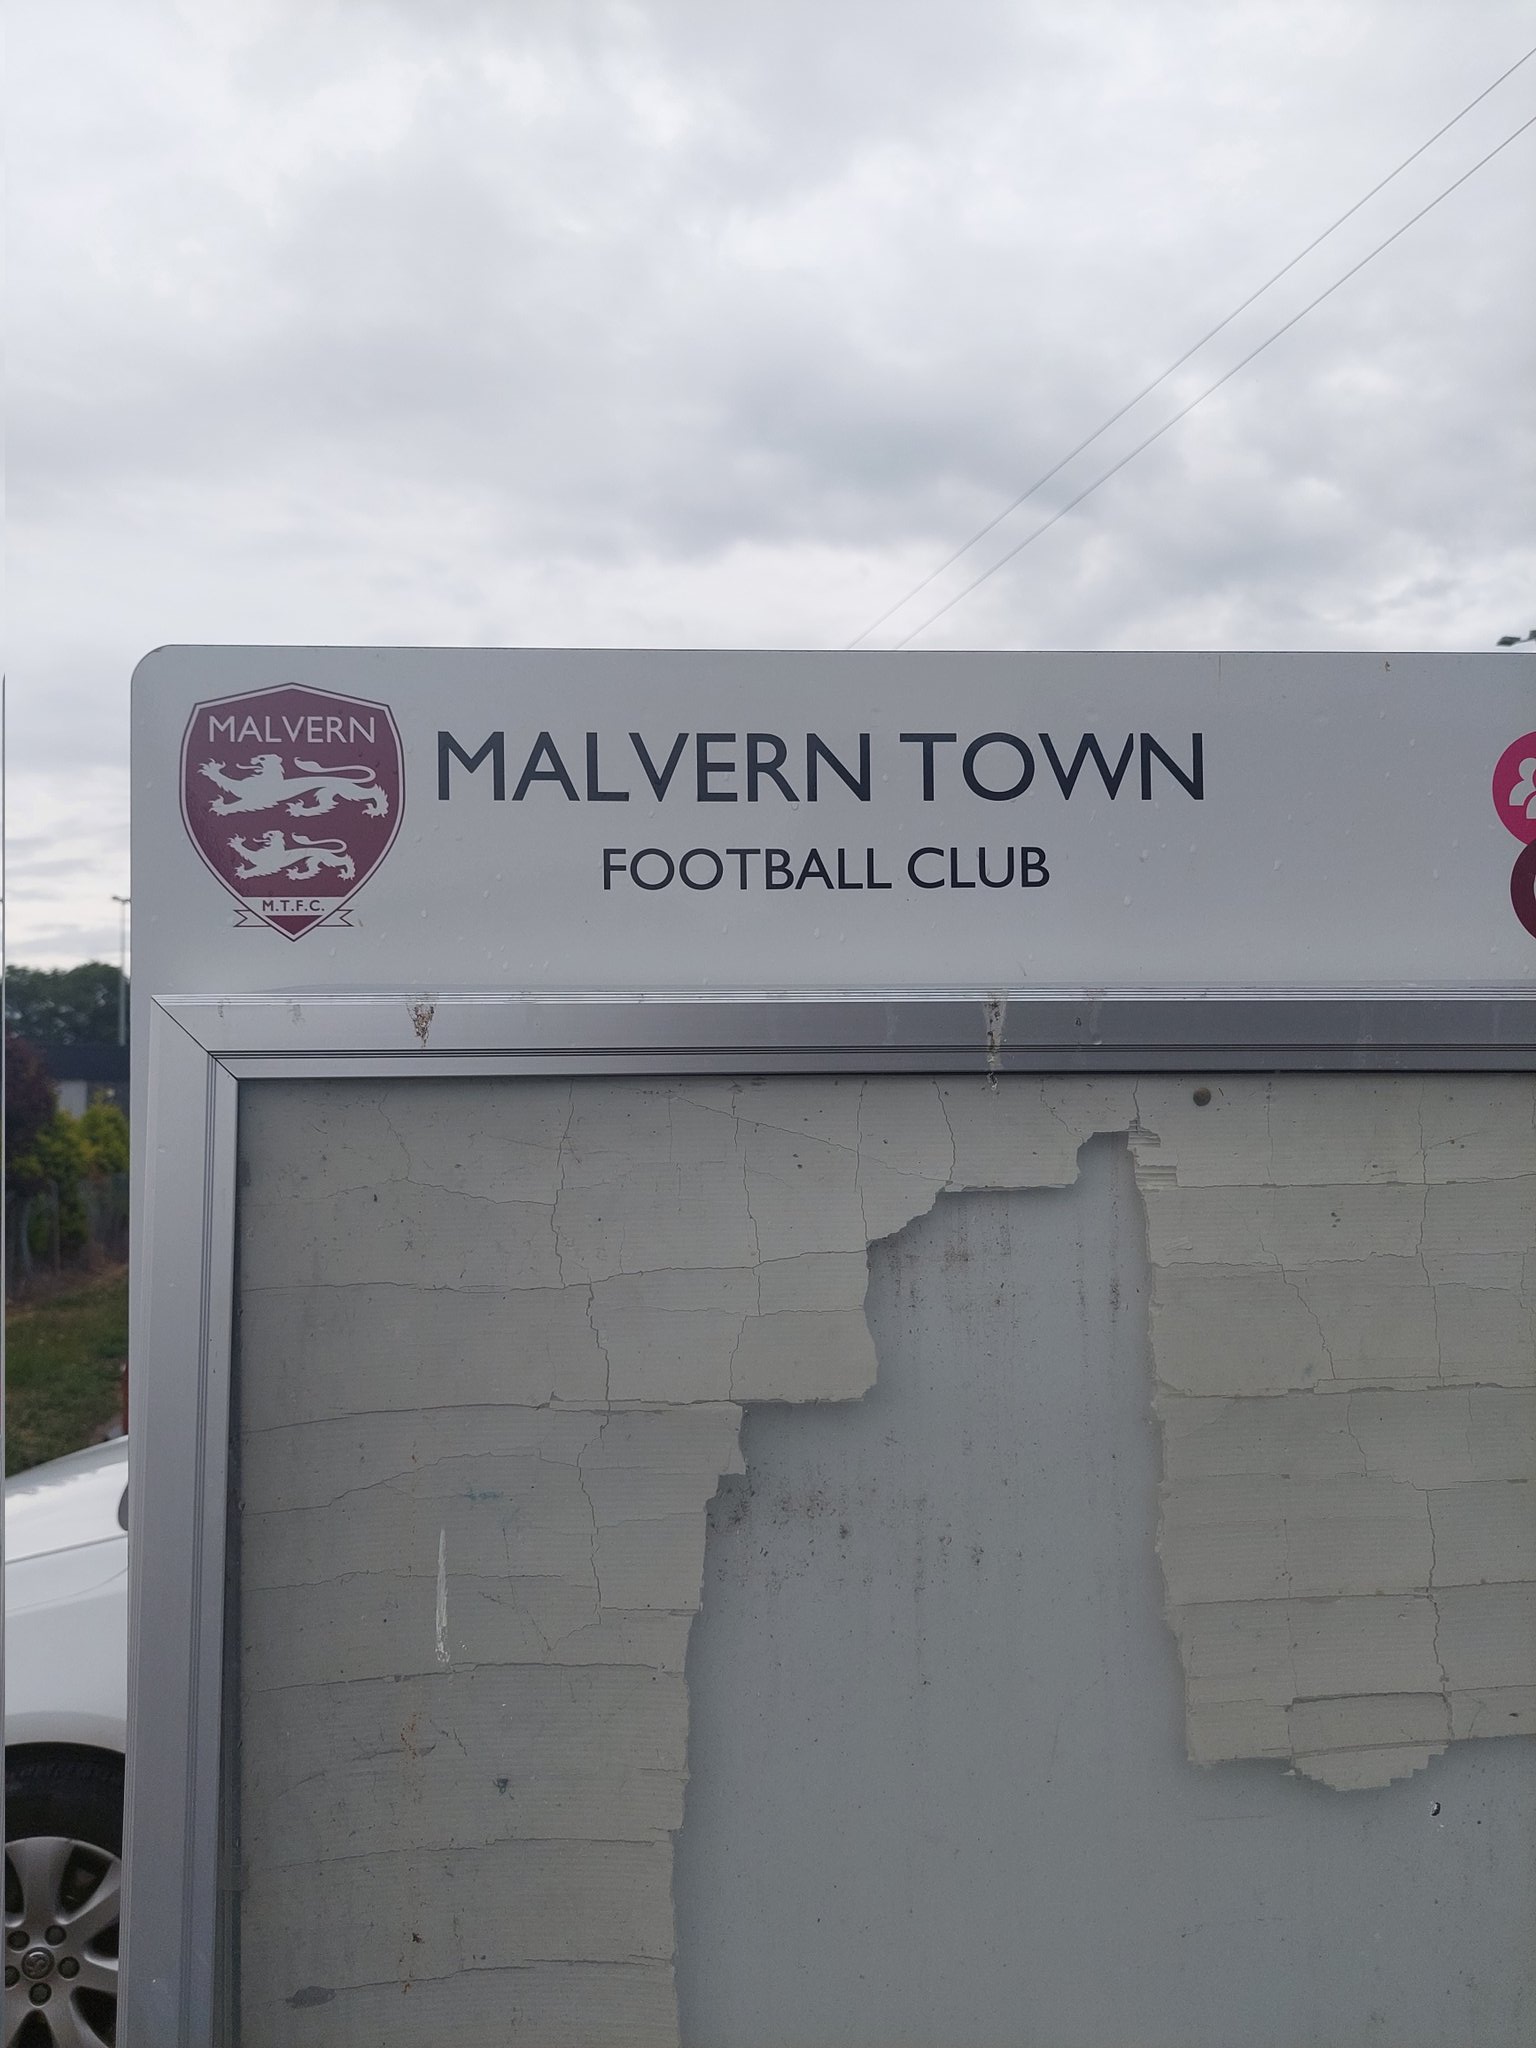 MALVERN
M.T.F.C.
MALVERN TOWN
FOOTBALL CLUB